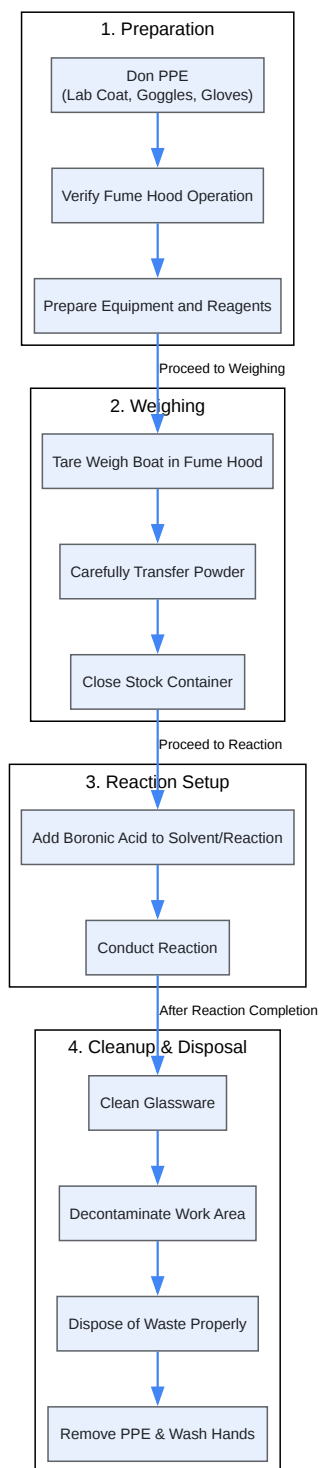 1. Preparation
Don PPE
(Lab Coat, Goggles, Gloves)
Verify Fume Hood Operation
Prepare Equipment and Reagents
Proceed to Weighing
2. Weighing
Tare Weigh Boat in Fume Hood
Carefully Transfer Powder
Close Stock Container
Proceed to Reaction
3. Reaction Setup
Add Boronic Acid to Solvent/Reaction
Conduct Reaction
After Reaction Completion
4. Cleanup & Disposal
Clean Glassware
Decontaminate Work Area
Dispose of Waste Properly
Remove PPE & Wash Hands